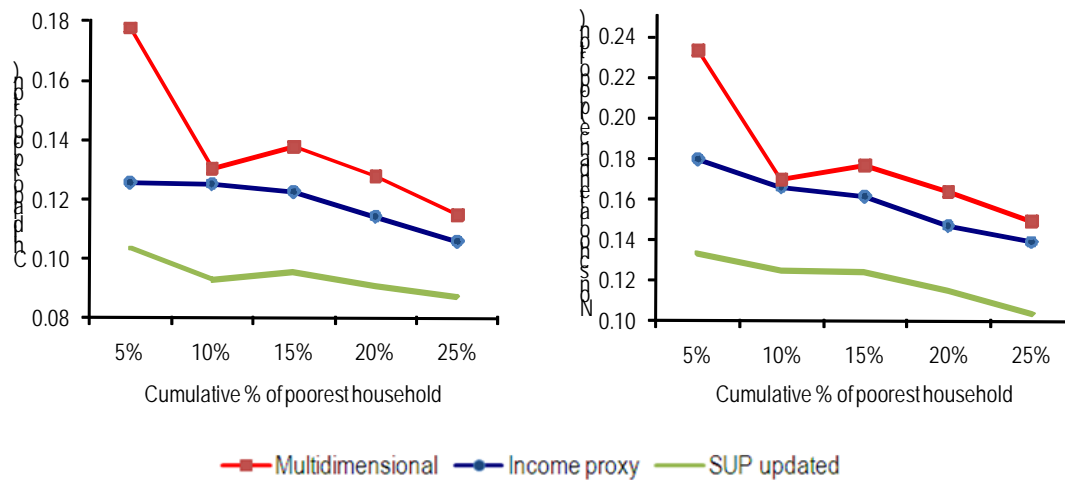 0.18
0.16
0.14
0.12
0.10
0.08
5% 10% 15% 20% 25%
Cumulative % of poorest household
0.24
0.22
0.20
0.18
0.16
0.14
0.12
0.10
5% 10% 15% 20% 25%
Cumulative % of poorest household
Multidimensional Income proxy SUP updated